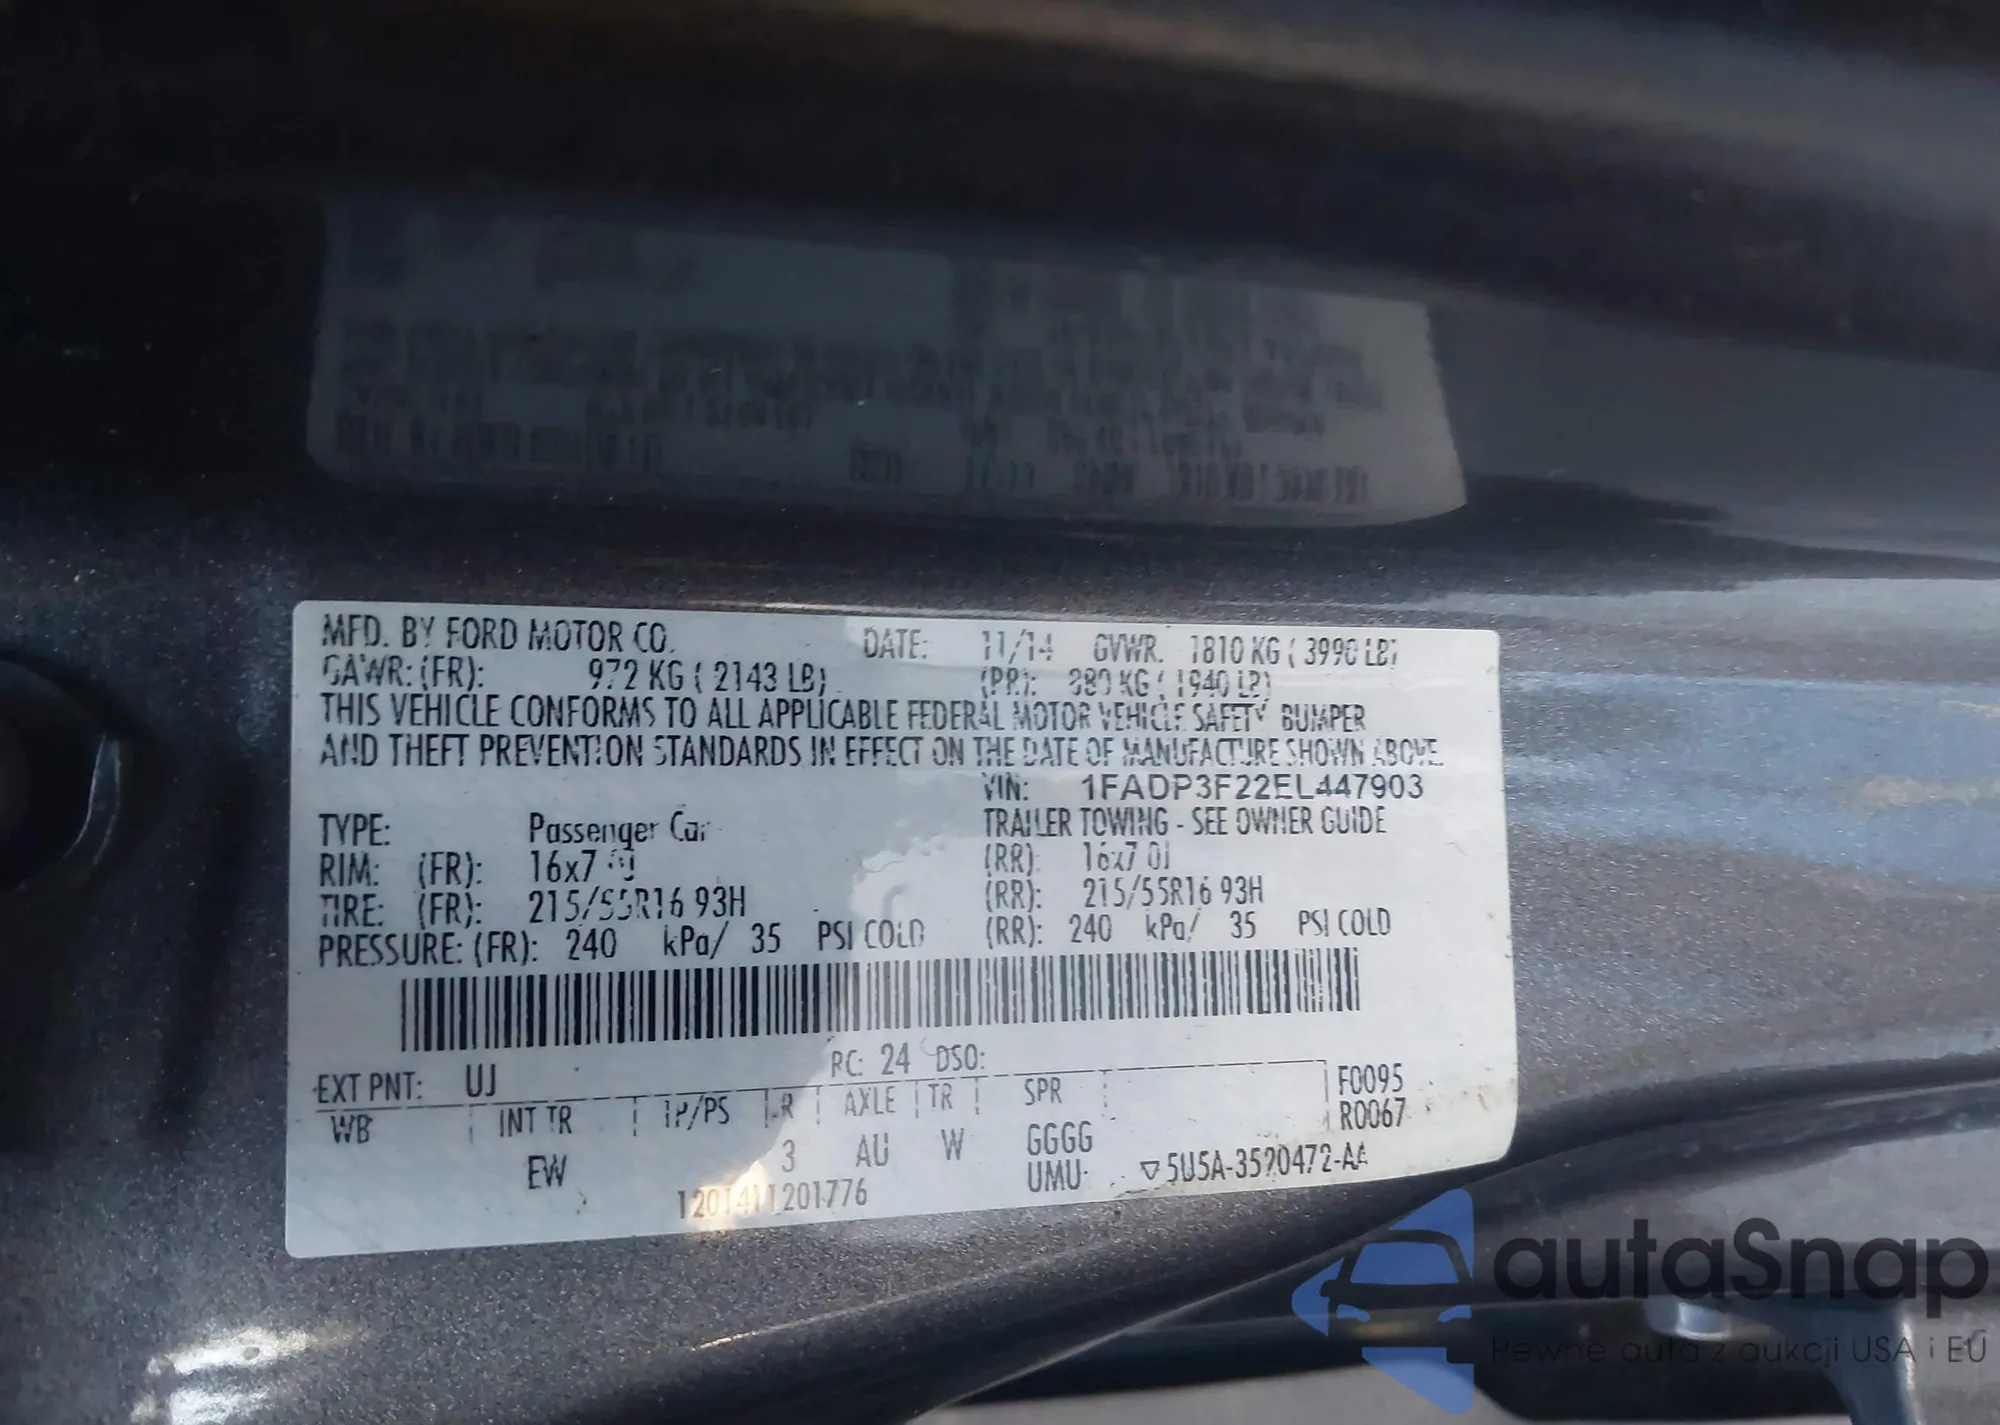 MFD. BY FORD MOTOR CO. DATE: 11/14 GVWR. 1810 KG ( 3990 LB)
GAWR: (FR): 972 KG ( 2143 LB) (RR): 880 KG ( 1940 LB)
THIS VEHICLE CONFORMS TO ALL APPLICABLE FEDERAL MOTOR VEHICLE SAFETY BUMPER
AND THEFT PREVENTION STANDARDS IN EFFECT ON THE DATE OF MANUFACTURE SHOWN ABOVE.
VIN: 1FADP3F22EL447903
TYPE: Passenger Car TRAILER TOWING - SEE OWNER GUIDE
RIM: (FR): 16x7.0J (RR): 16x7.0J
TIRE: (FR): 215/55R16 93H (RR): 215/55R16 93H
PRESSURE: (FR): 240 kPa/ 35 PSI COLD (RR): 240 kPa/ 35 PSI COLD
RC: 24 DSO:
EXT PNT: UJ F0095
WB INT TR TP/PS R AXLE TR SPR R0067
EW 3 AU W GGGG
UMU 5U5A-3520472-AA
1201411201776
autaSnap
Pewne auta z aukcji USA i EU